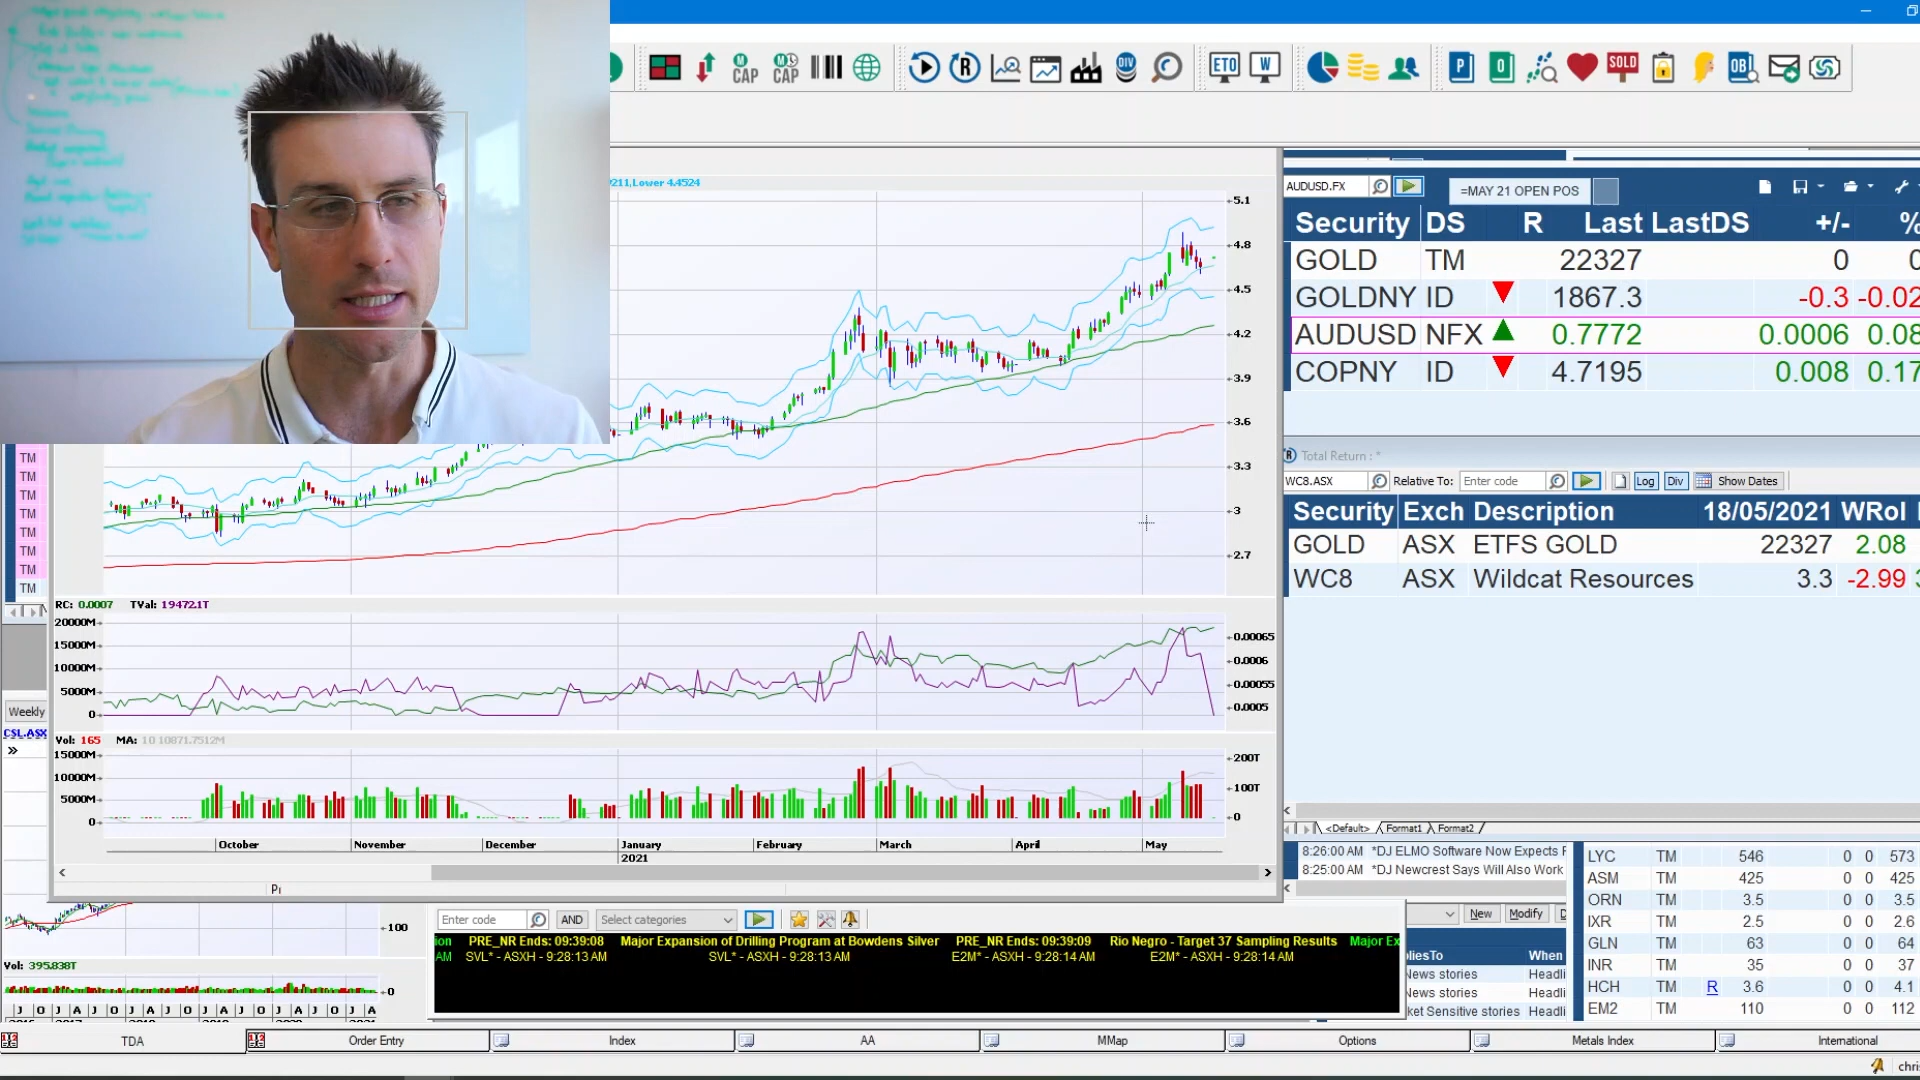 CAP
CAP
R
DIV
ETO
W
P
O
SOLD
OBL
211,Lower 4.4524
5.1
4.8
4.5
4.2
3.9
3.6
3.3
3
2.7
AUDUSD.FX
=MAY 21 OPEN POS
Security DS R Last LastDS +/- %
GOLD TM 22327 0 0
GOLDNY ID 1867.3 -0.3 -0.02
AUDUSD NFX 0.7772 0.0006 0.08
COPNY ID 4.7195 0.008 0.17
Total Return : *
WC8.ASX Relative To: Enter code Log Div Show Dates
Security Exch Description 18/05/2021 WRoI
GOLD ASX ETFS GOLD 22327 2.08
WC8 ASX Wildcat Resources 3.3 -2.99
TM
TM
TM
TM
TM
TM
TM
TM
RC: 0.0007 TVal: 19472.1T
20000M
15000M
10000M
5000M
0
0.00065
0.0006
0.00055
0.0005
Weekly
CSL.ASX
»
Vol: 165 MA: 10 10871.7512M
15000M
10000M
5000M
0
200T
100T
0
October November December January February March April May
2021
<Default> Format1 Format2
8:26:00 AM *DJ ELMO Software Now Expects F
8:25:00 AM *DJ Newcrest Says Will Also Work
LYC TM 546 0 0 573
ASM TM 425 0 0 425
ORN TM 3.5 0 0 3.5
IXR TM 2.5 0 0 2.6
GLN TM 63 0 0 64
INR TM 35 0 0 37
HCH TM R 3.6 0 0 4.1
EM2 TM 110 0 0 112
100
Vol: 395.838T
0
J O A J O A J O A J O A J O A J A
Enter code AND Select categories
New Modify
pliesTo When
News stories Headli
News stories Headli
ket Sensitive stories Headli
ion PRE_NR Ends: 09:39:08 Major Expansion of Drilling Program at Bowdens Silver PRE_NR Ends: 09:39:09 Rio Negro - Target 37 Sampling Results Major Ex
AM SVL* - ASXH - 9:28:13 AM SVL* - ASXH - 9:28:13 AM E2M* - ASXH - 9:28:14 AM E2M* - ASXH - 9:28:14 AM
TDA Order Entry Index AA MMap Options Metals Index International
chri